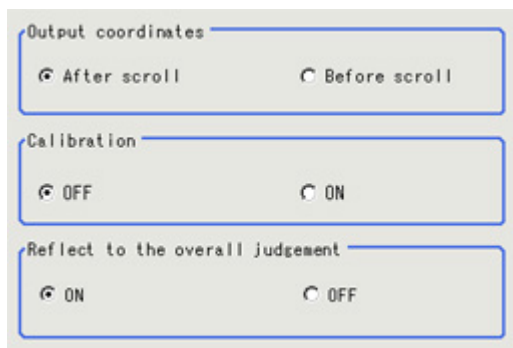 Output coordinates
After scroll Before scroll
Calibration
OFF ON
Reflect to the overall judgement
ON OFF